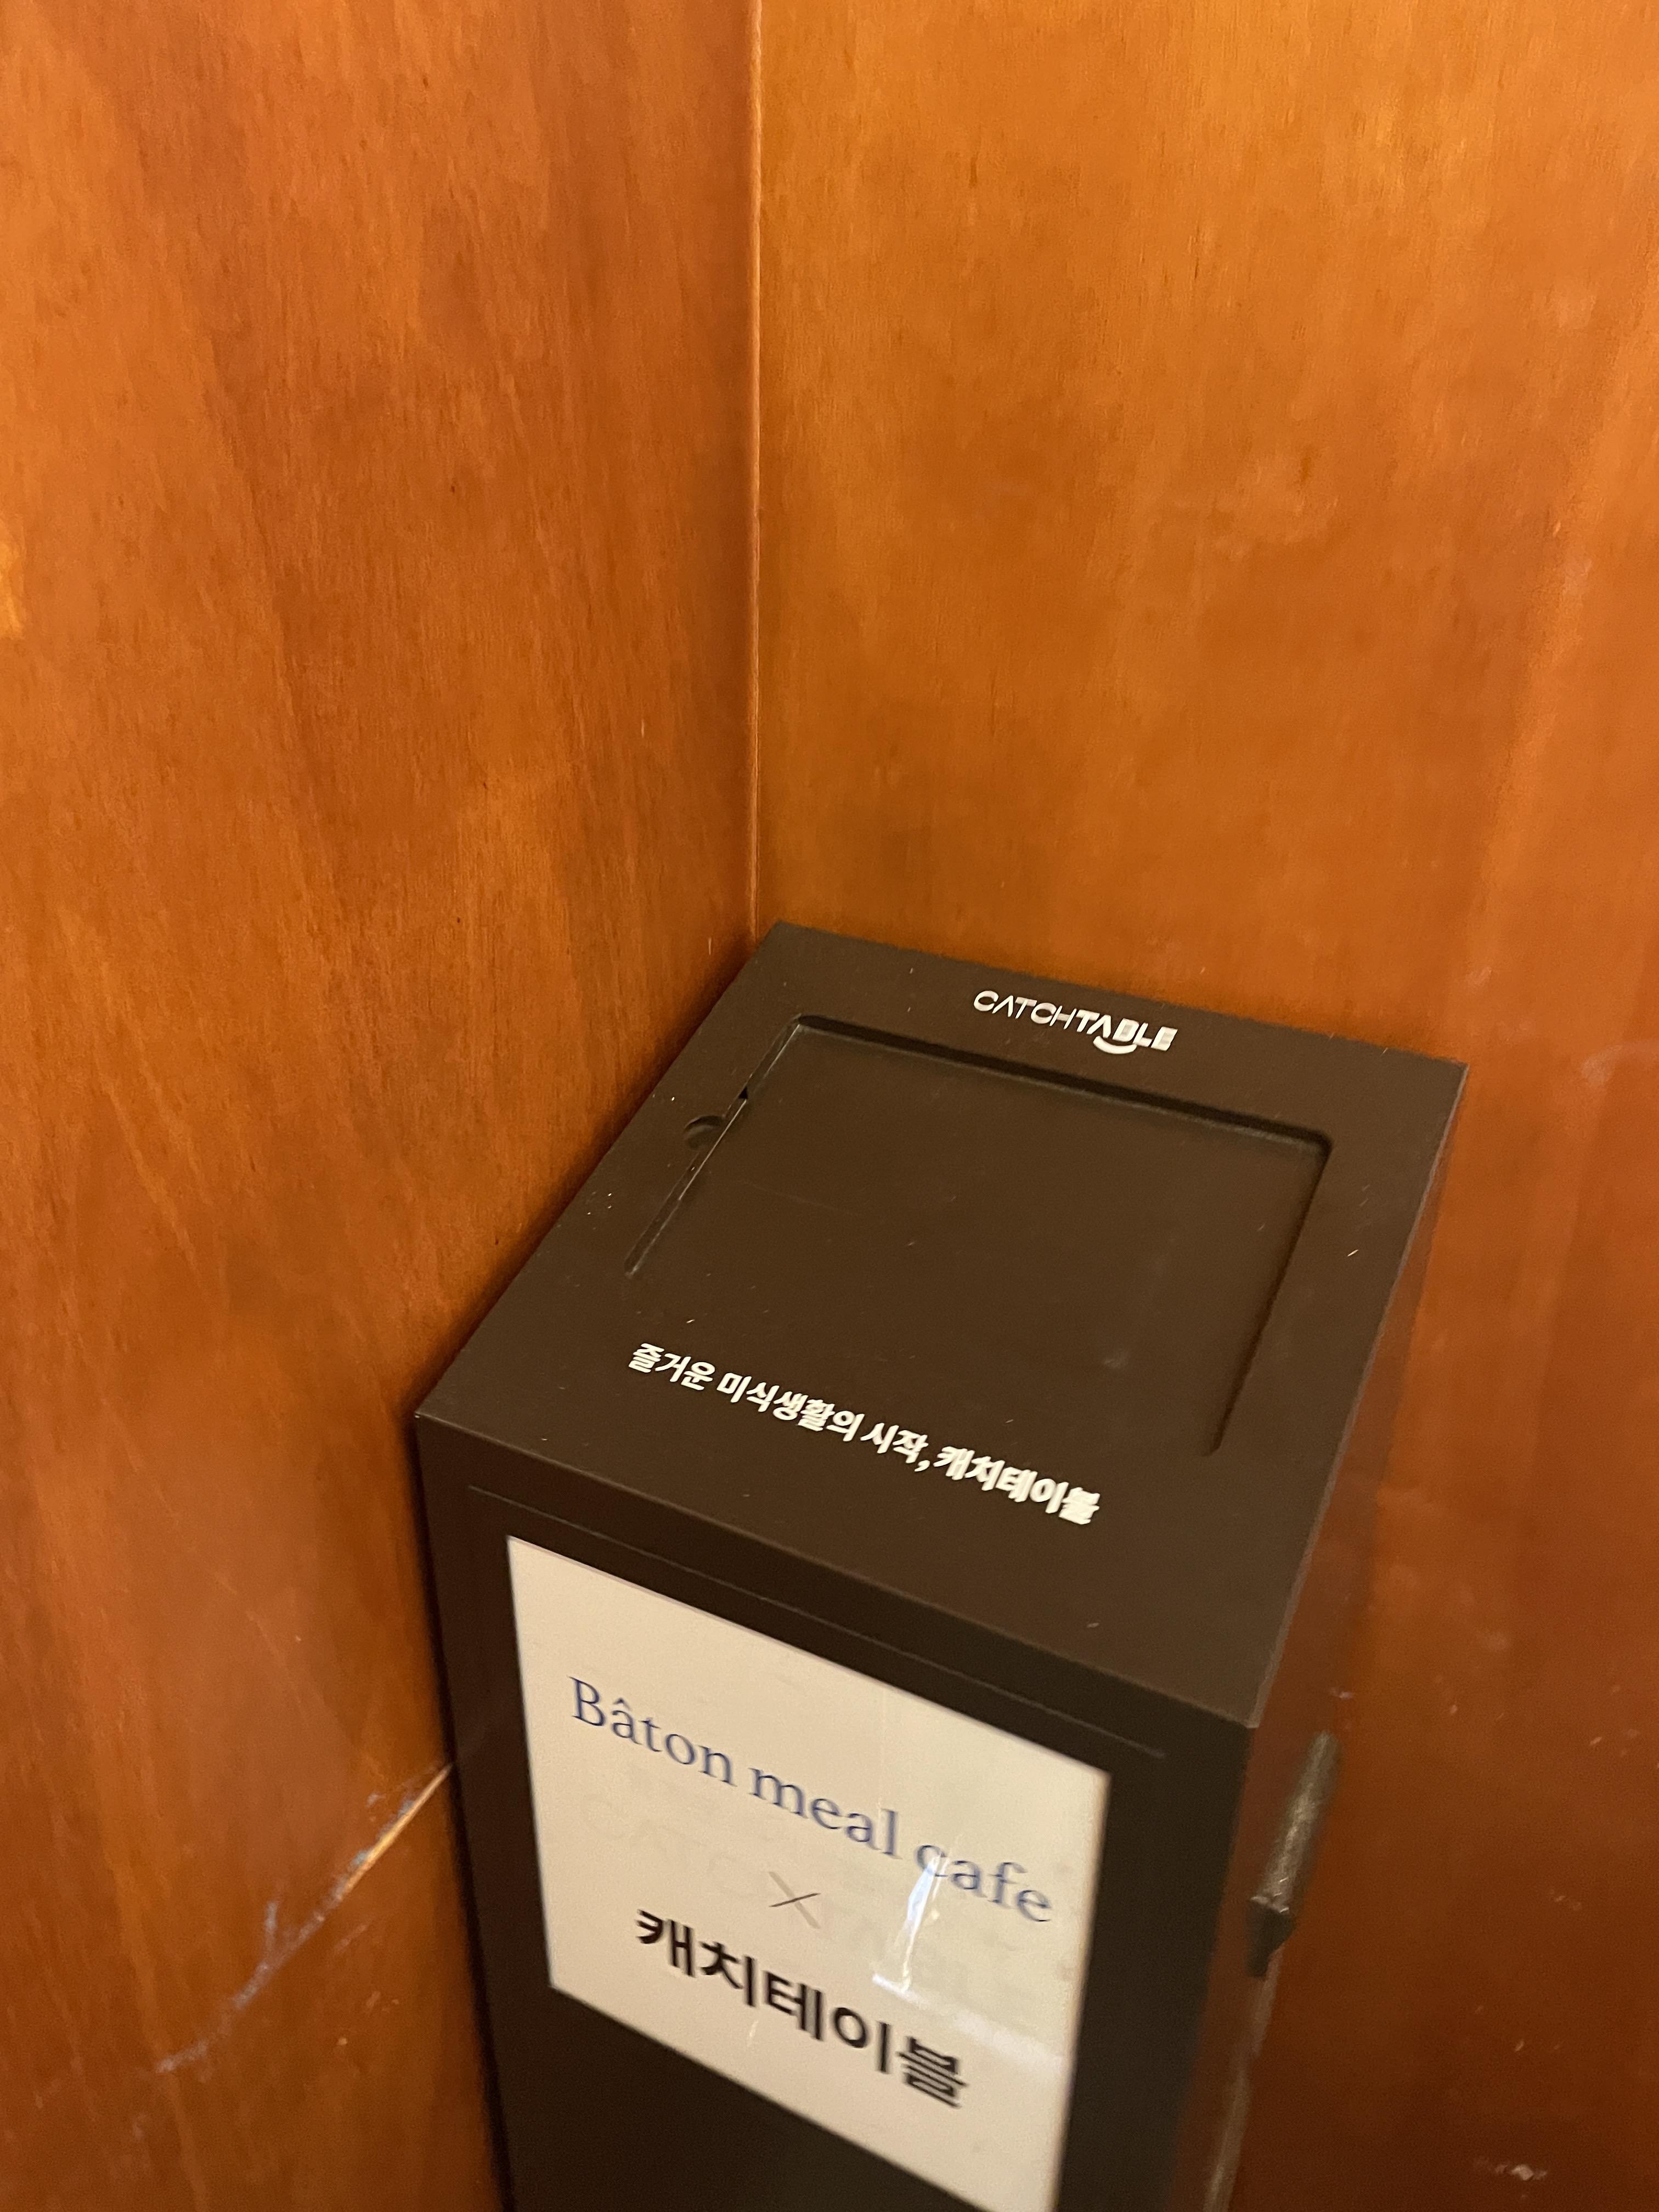 CATCHTABLE
즐거운 미식생활의 시작, 캐치테이블
Bâton meal cafe
×
캐치테이블